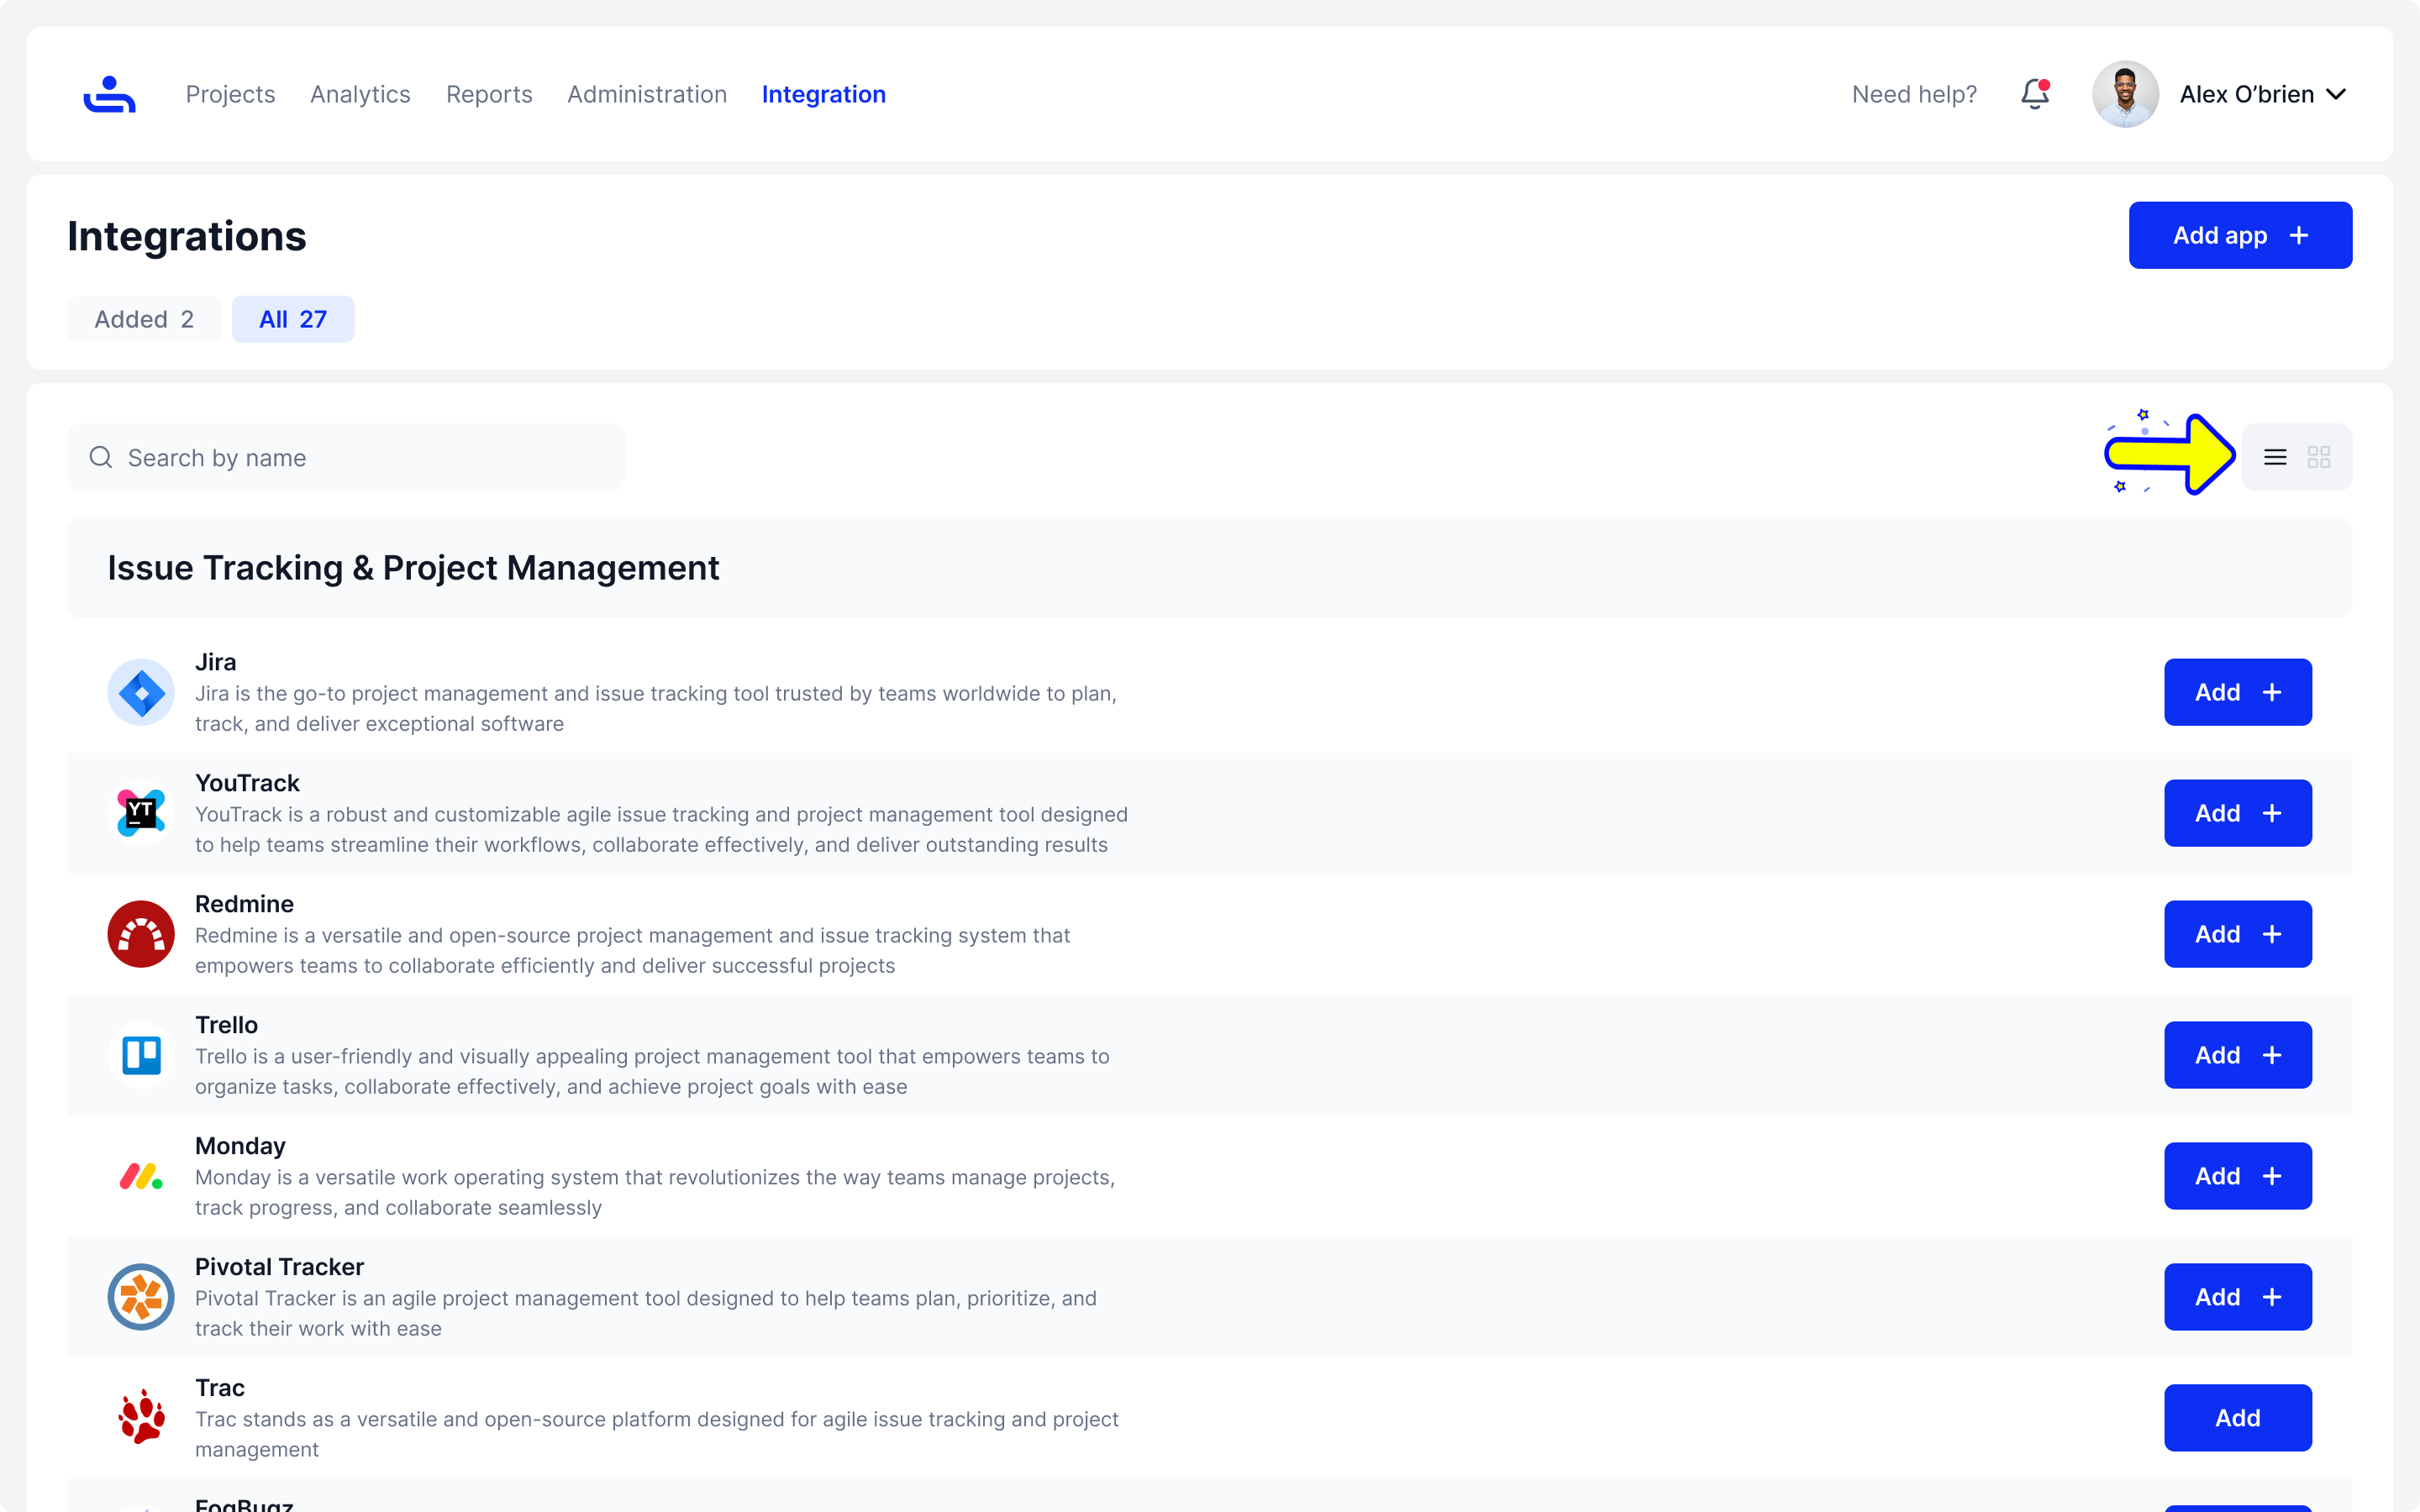 Projects Analytics Reports Administration Integration Need help? Alex O’brien
Integrations
Add app
Added 2 All 27
Search by name
Issue Tracking & Project Management
Jira
Jira is the go-to project management and issue tracking tool trusted by teams worldwide to plan,
track, and deliver exceptional software
Add
YT
YouTrack
YouTrack is a robust and customizable agile issue tracking and project management tool designed
to help teams streamline their workflows, collaborate effectively, and deliver outstanding results
Add
Redmine
Redmine is a versatile and open-source project management and issue tracking system that
empowers teams to collaborate efficiently and deliver successful projects
Add
Trello
Trello is a user-friendly and visually appealing project management tool that empowers teams to
organize tasks, collaborate effectively, and achieve project goals with ease
Add
Monday
Monday is a versatile work operating system that revolutionizes the way teams manage projects,
track progress, and collaborate seamlessly
Add
Pivotal Tracker
Pivotal Tracker is an agile project management tool designed to help teams plan, prioritize, and
track their work with ease
Add
Trac
Trac stands as a versatile and open-source platform designed for agile issue tracking and project
management
Add
FogBugz